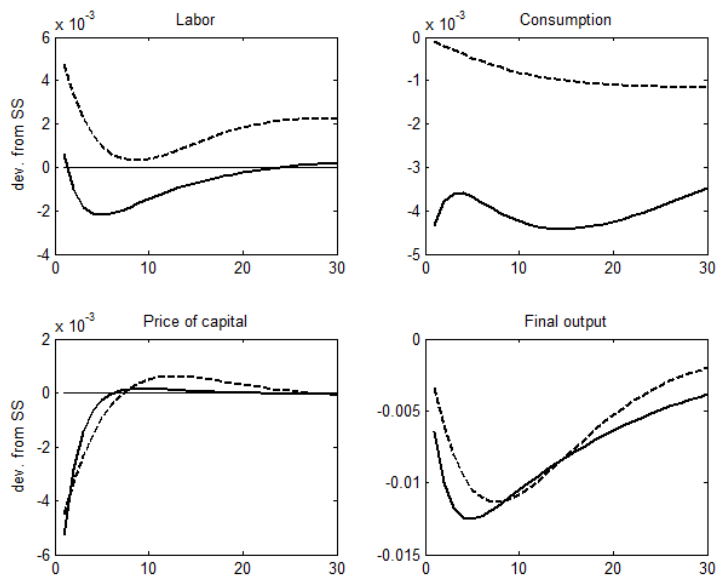 x 10^-3
Labor
6
4
2
0
-2
-4
dev. from SS
0 10 20 30
x 10^-3
Consumption
0
-1
-2
-3
-4
-5
0 10 20 30
x 10^-3
Price of capital
2
0
-2
-4
-6
dev. from SS
0 10 20 30
Final output
0
-0.005
-0.01
-0.015
0 10 20 30